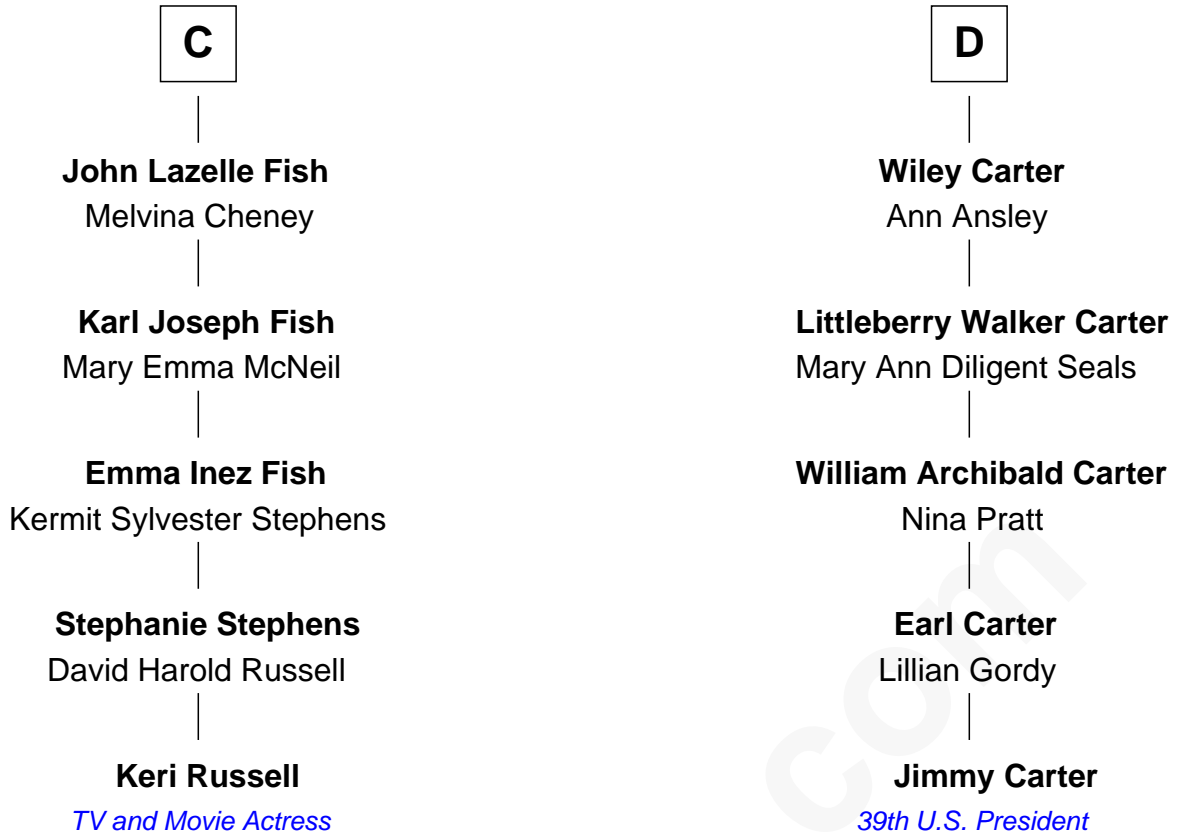 C
John Lazelle Fish
Melvina Cheney
Karl Joseph Fish
Mary Emma McNeil
Emma Inez Fish
Kermit Sylvester Stephens
Stephanie Stephens
David Harold Russell
Keri Russell
TV and Movie Actress
D
Wiley Carter
Ann Ansley
Littleberry Walker Carter
Mary Ann Diligent Seals
William Archibald Carter
Nina Pratt
Earl Carter
Lillian Gordy
Jimmy Carter
39th U.S. President
com